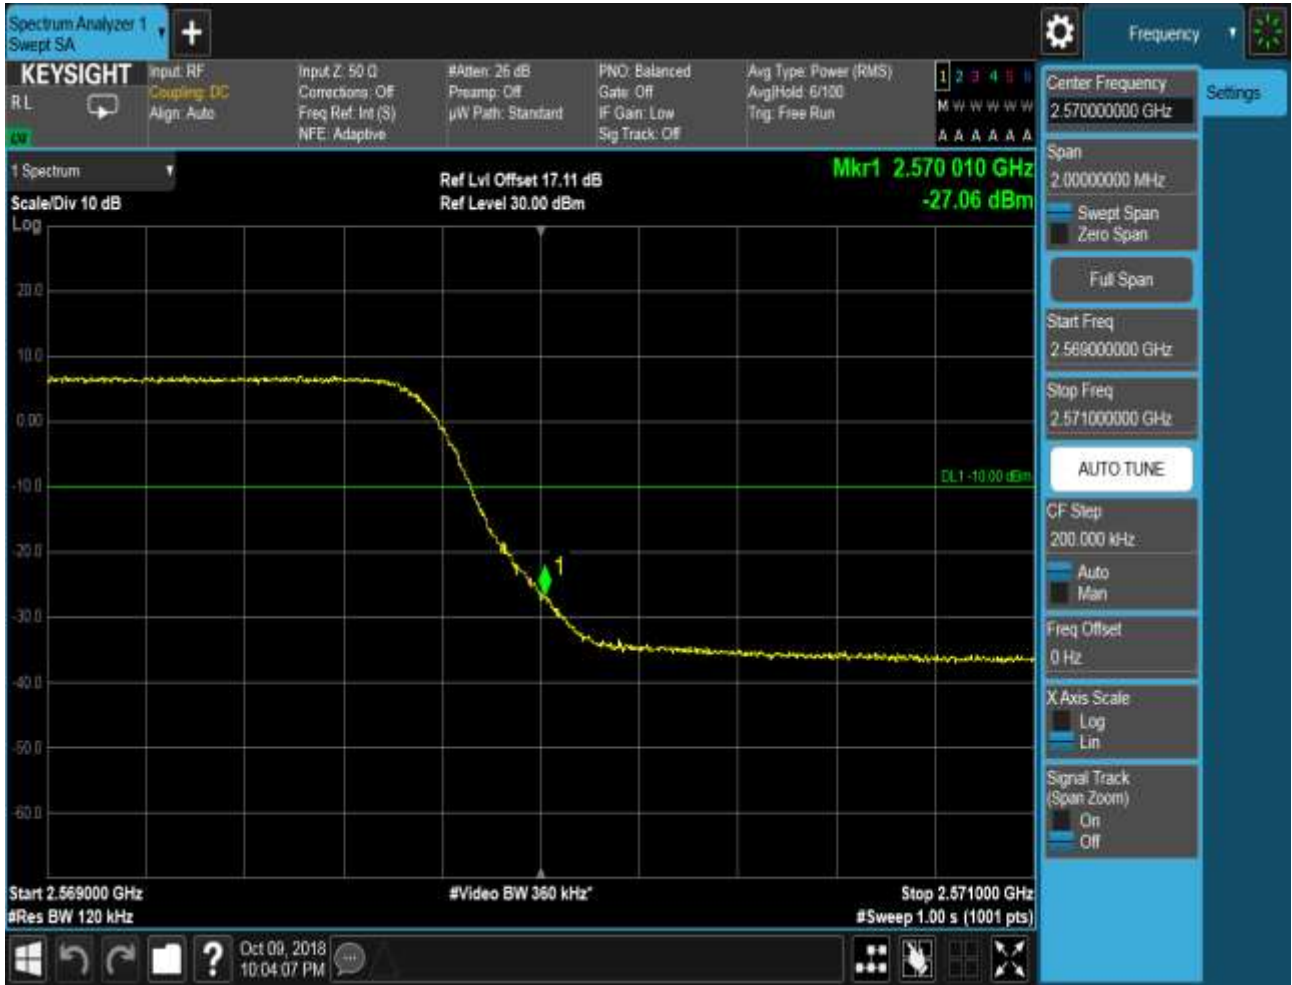 Spectrum Analyzer 1
Swept SA
+
Frequency
KEYSIGHT
RL
Input: RF
Coupling: DC
Align: Auto
Input Z: 50 Ω
Corrections: Off
Freq Ref: Int (S)
NFE: Adaptive
#Atten: 26 dB
Preamp: Off
µW Path: Standard
PNO: Balanced
Gate: Off
IF Gain: Low
Sig Track: Off
Avg Type: Power (RMS)
Avg|Hold: 6/100
Trig: Free Run
1 2 3 4 5 6
M W W W W W
A A A A A A
Settings
1 Spectrum
Scale/Div 10 dB
Log
Ref Lvl Offset 17.11 dB
Ref Level 30.00 dBm
Mkr1 2.570 010 GHz
-27.06 dBm
20.0
10.0
0.00
-10.0
-20.0
-30.0
-40.0
-50.0
-60.0
DL1 -10.00 dBm
1
Start 2.569000 GHz
#Res BW 120 kHz
#Video BW 360 kHz*
Stop 2.571000 GHz
#Sweep 1.00 s (1001 pts)
Center Frequency
2.570000000 GHz
Span
2.00000000 MHz
Swept Span
Zero Span
Full Span
Start Freq
2.569000000 GHz
Stop Freq
2.571000000 GHz
AUTO TUNE
CF Step
200.000 kHz
Auto
Man
Freq Offset
0 Hz
X Axis Scale
Log
Lin
Signal Track
(Span Zoom)
On
Off
?
Oct 09, 2018
10:04:07 PM